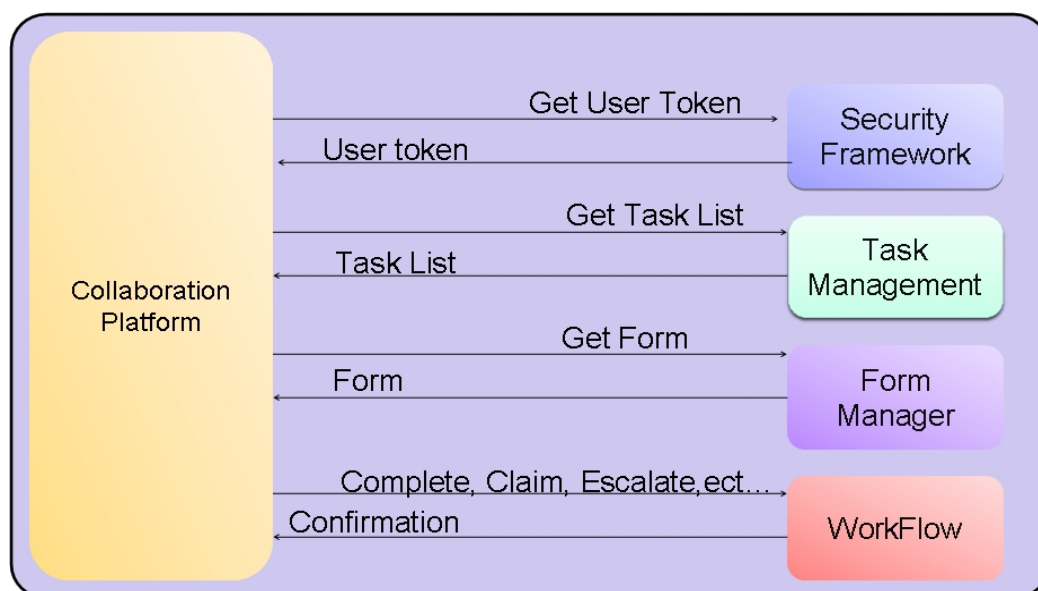 Get User Token
Security
Framework
User token
Get Task List
Task
Management
Task List
Collaboration
Platform
Get Form
Form
Manager
Form
Complete, Claim, Escalate,ect...
WorkFlow
Confirmation